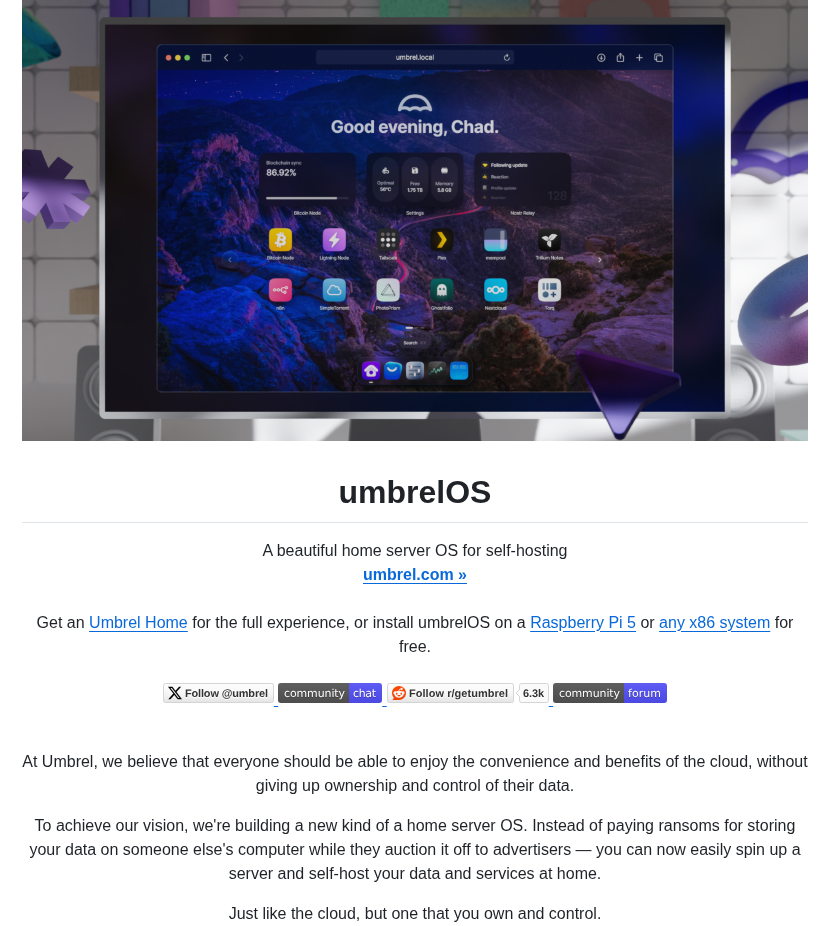 umbrel.local
Good evening, Chad.
Blockchain sync
86.92%
Optimal
56°C
Free
1.75 TB
Memory
5.8 GB
Following update
Reaction
Profile update
128
Bitcoin Node
Settings
Nostr Relay
Bitcoin Node
Lightning Node
Tailscale
Plex
mempool
Trilium Notes
n8n
SimpleTorrent
PhotoPrism
Ghostfolio
Nextcloud
Torq
Search
umbrelOS
A beautiful home server OS for self-hosting
umbrel.com »
Get an Umbrel Home for the full experience, or install umbrelOS on a Raspberry Pi 5 or any x86 system for
free.
Follow @umbrel community chat Follow r/getumbrel 6.3k community forum
At Umbrel, we believe that everyone should be able to enjoy the convenience and benefits of the cloud, without
giving up ownership and control of their data.
To achieve our vision, we're building a new kind of a home server OS. Instead of paying ransoms for storing
your data on someone else's computer while they auction it off to advertisers — you can now easily spin up a
server and self-host your data and services at home.
Just like the cloud, but one that you own and control.